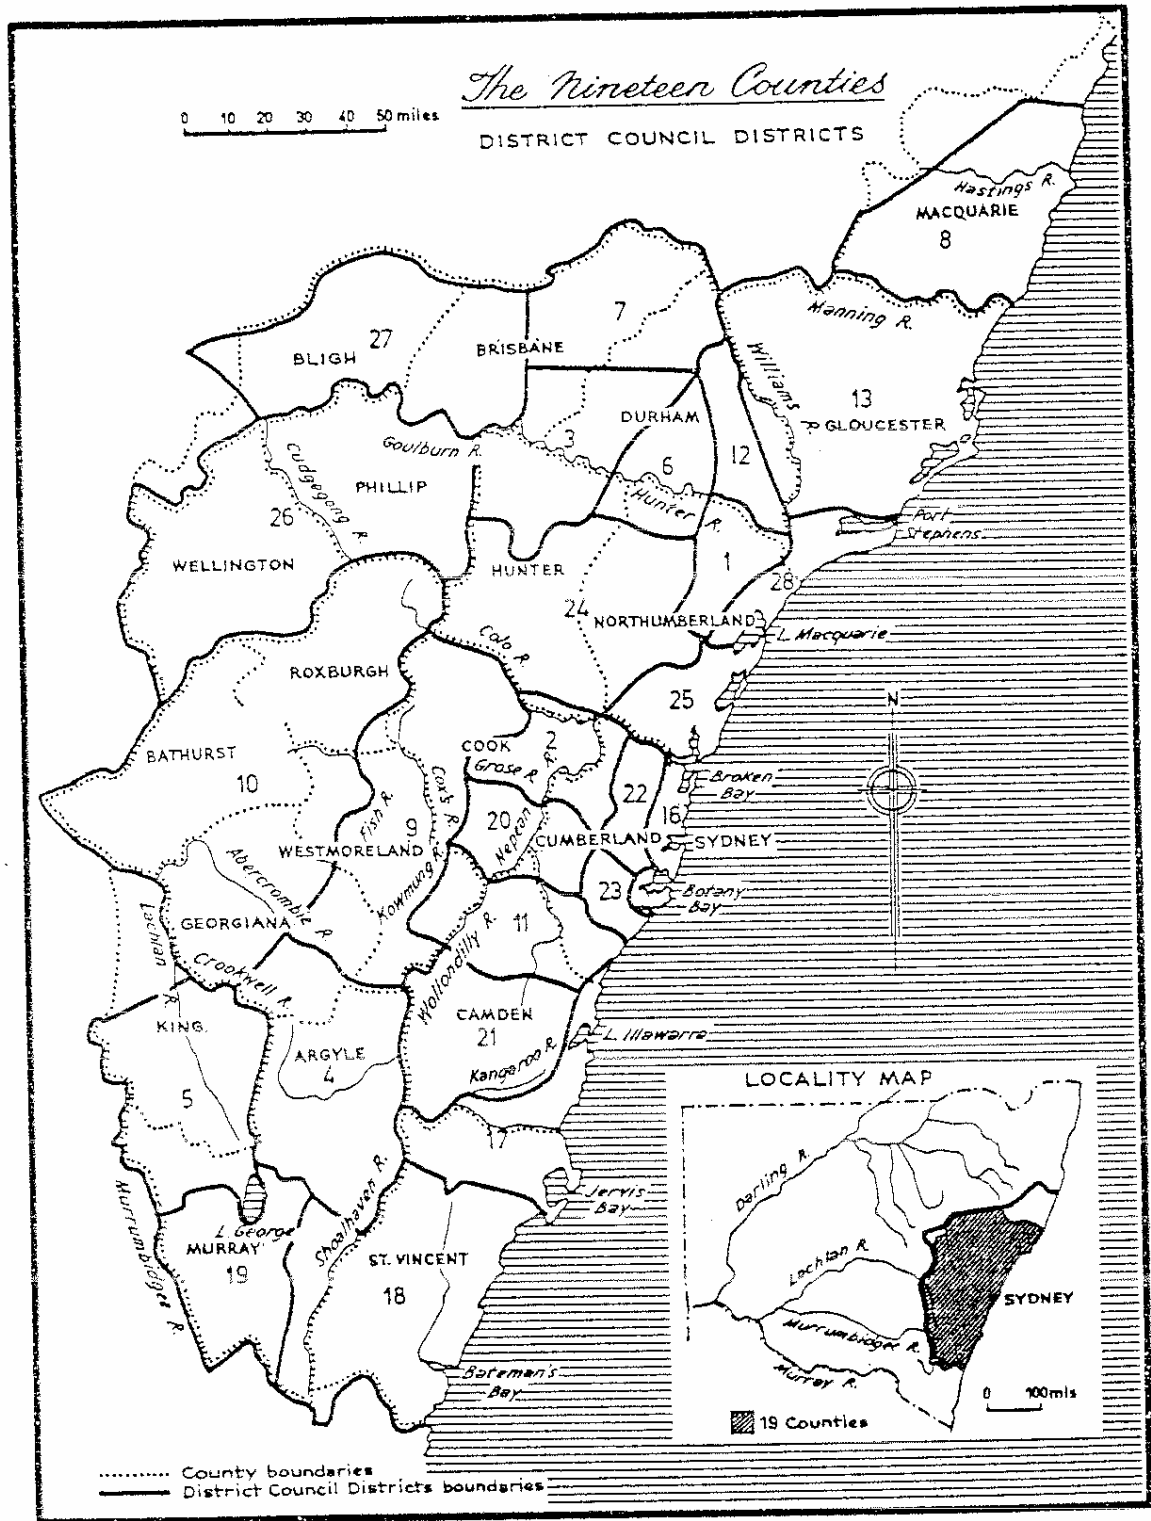 The Nineteen Counties
DISTRICT COUNCIL DISTRICTS
0 10 20 30 40 50 miles
Hastings R.
MACQUARIE
8
Manning R.
7
27
BLIGH
BRISBANE
Williams R.
13
GLOUCESTER
DURHAM
3
6
12
Goulburn R.
Cudgegong R.
PHILLIP
26
Hunter R.
Port Stephens
WELLINGTON
HUNTER
1
28
24
NORTHUMBERLAND
L. Macquarie
Colo R.
ROXBURGH
25
N
BATHURST
10
COOK
2
Grose R.
Cox's R.
Broken Bay
22
16
20
Nepean R.
Fish R.
9
CUMBERLAND
SYDNEY
WESTMORELAND
Kowmung R.
Abercrombie R.
23
Botany Bay
Lachlan R.
GEORGIANA
11
Wollondilly R.
Crookwell R.
KING.
CAMDEN
21
ARGYLE
4
L. Illawarra
Kangaroo R.
5
17
Murrumbidgee R.
Shoalhaven R.
Jervis Bay
L. George
MURRAY
19
ST. VINCENT
18
Bateman's Bay
LOCALITY MAP
Darling R.
Lachlan R.
SYDNEY
Murrumbidgee R.
Murray R.
0 100mls
19 Counties
County boundaries
District Council Districts boundaries